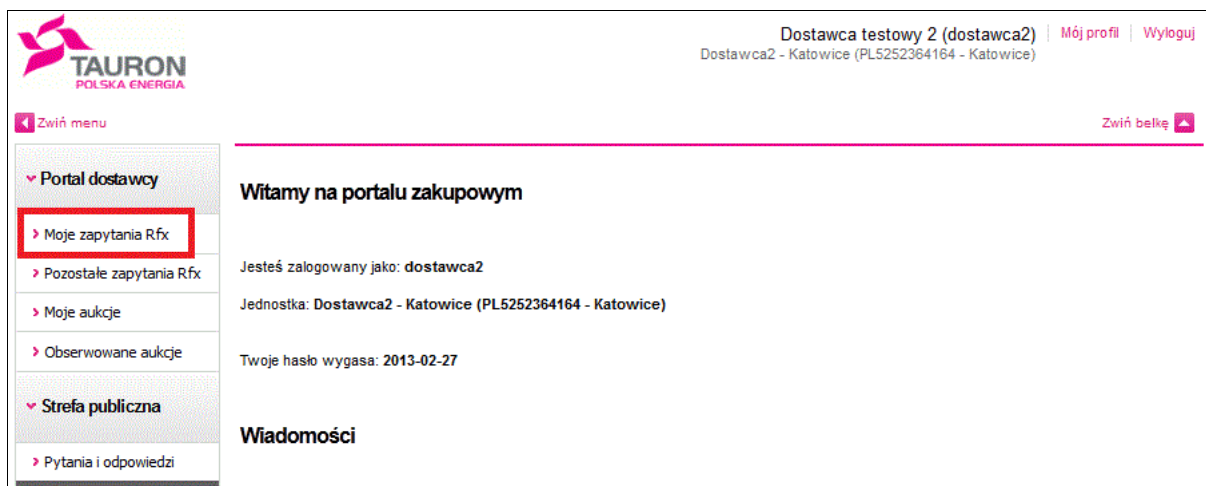 TAURON
POLSKA ENERGIA
Dostawca testowy 2 (dostawca2) Mój profil Wyloguj
Dostawca2 - Katowice (PL5252364164 - Katowice)
Zwiń menu
Zwiń belkę
Portal dostawcy
Moje zapytania Rfx
Pozostałe zapytania Rfx
Moje aukcje
Obserwowane aukcje
Strefa publiczna
Pytania i odpowiedzi
Witamy na portalu zakupowym
Jesteś zalogowany jako: dostawca2
Jednostka: Dostawca2 - Katowice (PL5252364164 - Katowice)
Twoje hasło wygasa: 2013-02-27
Wiadomości